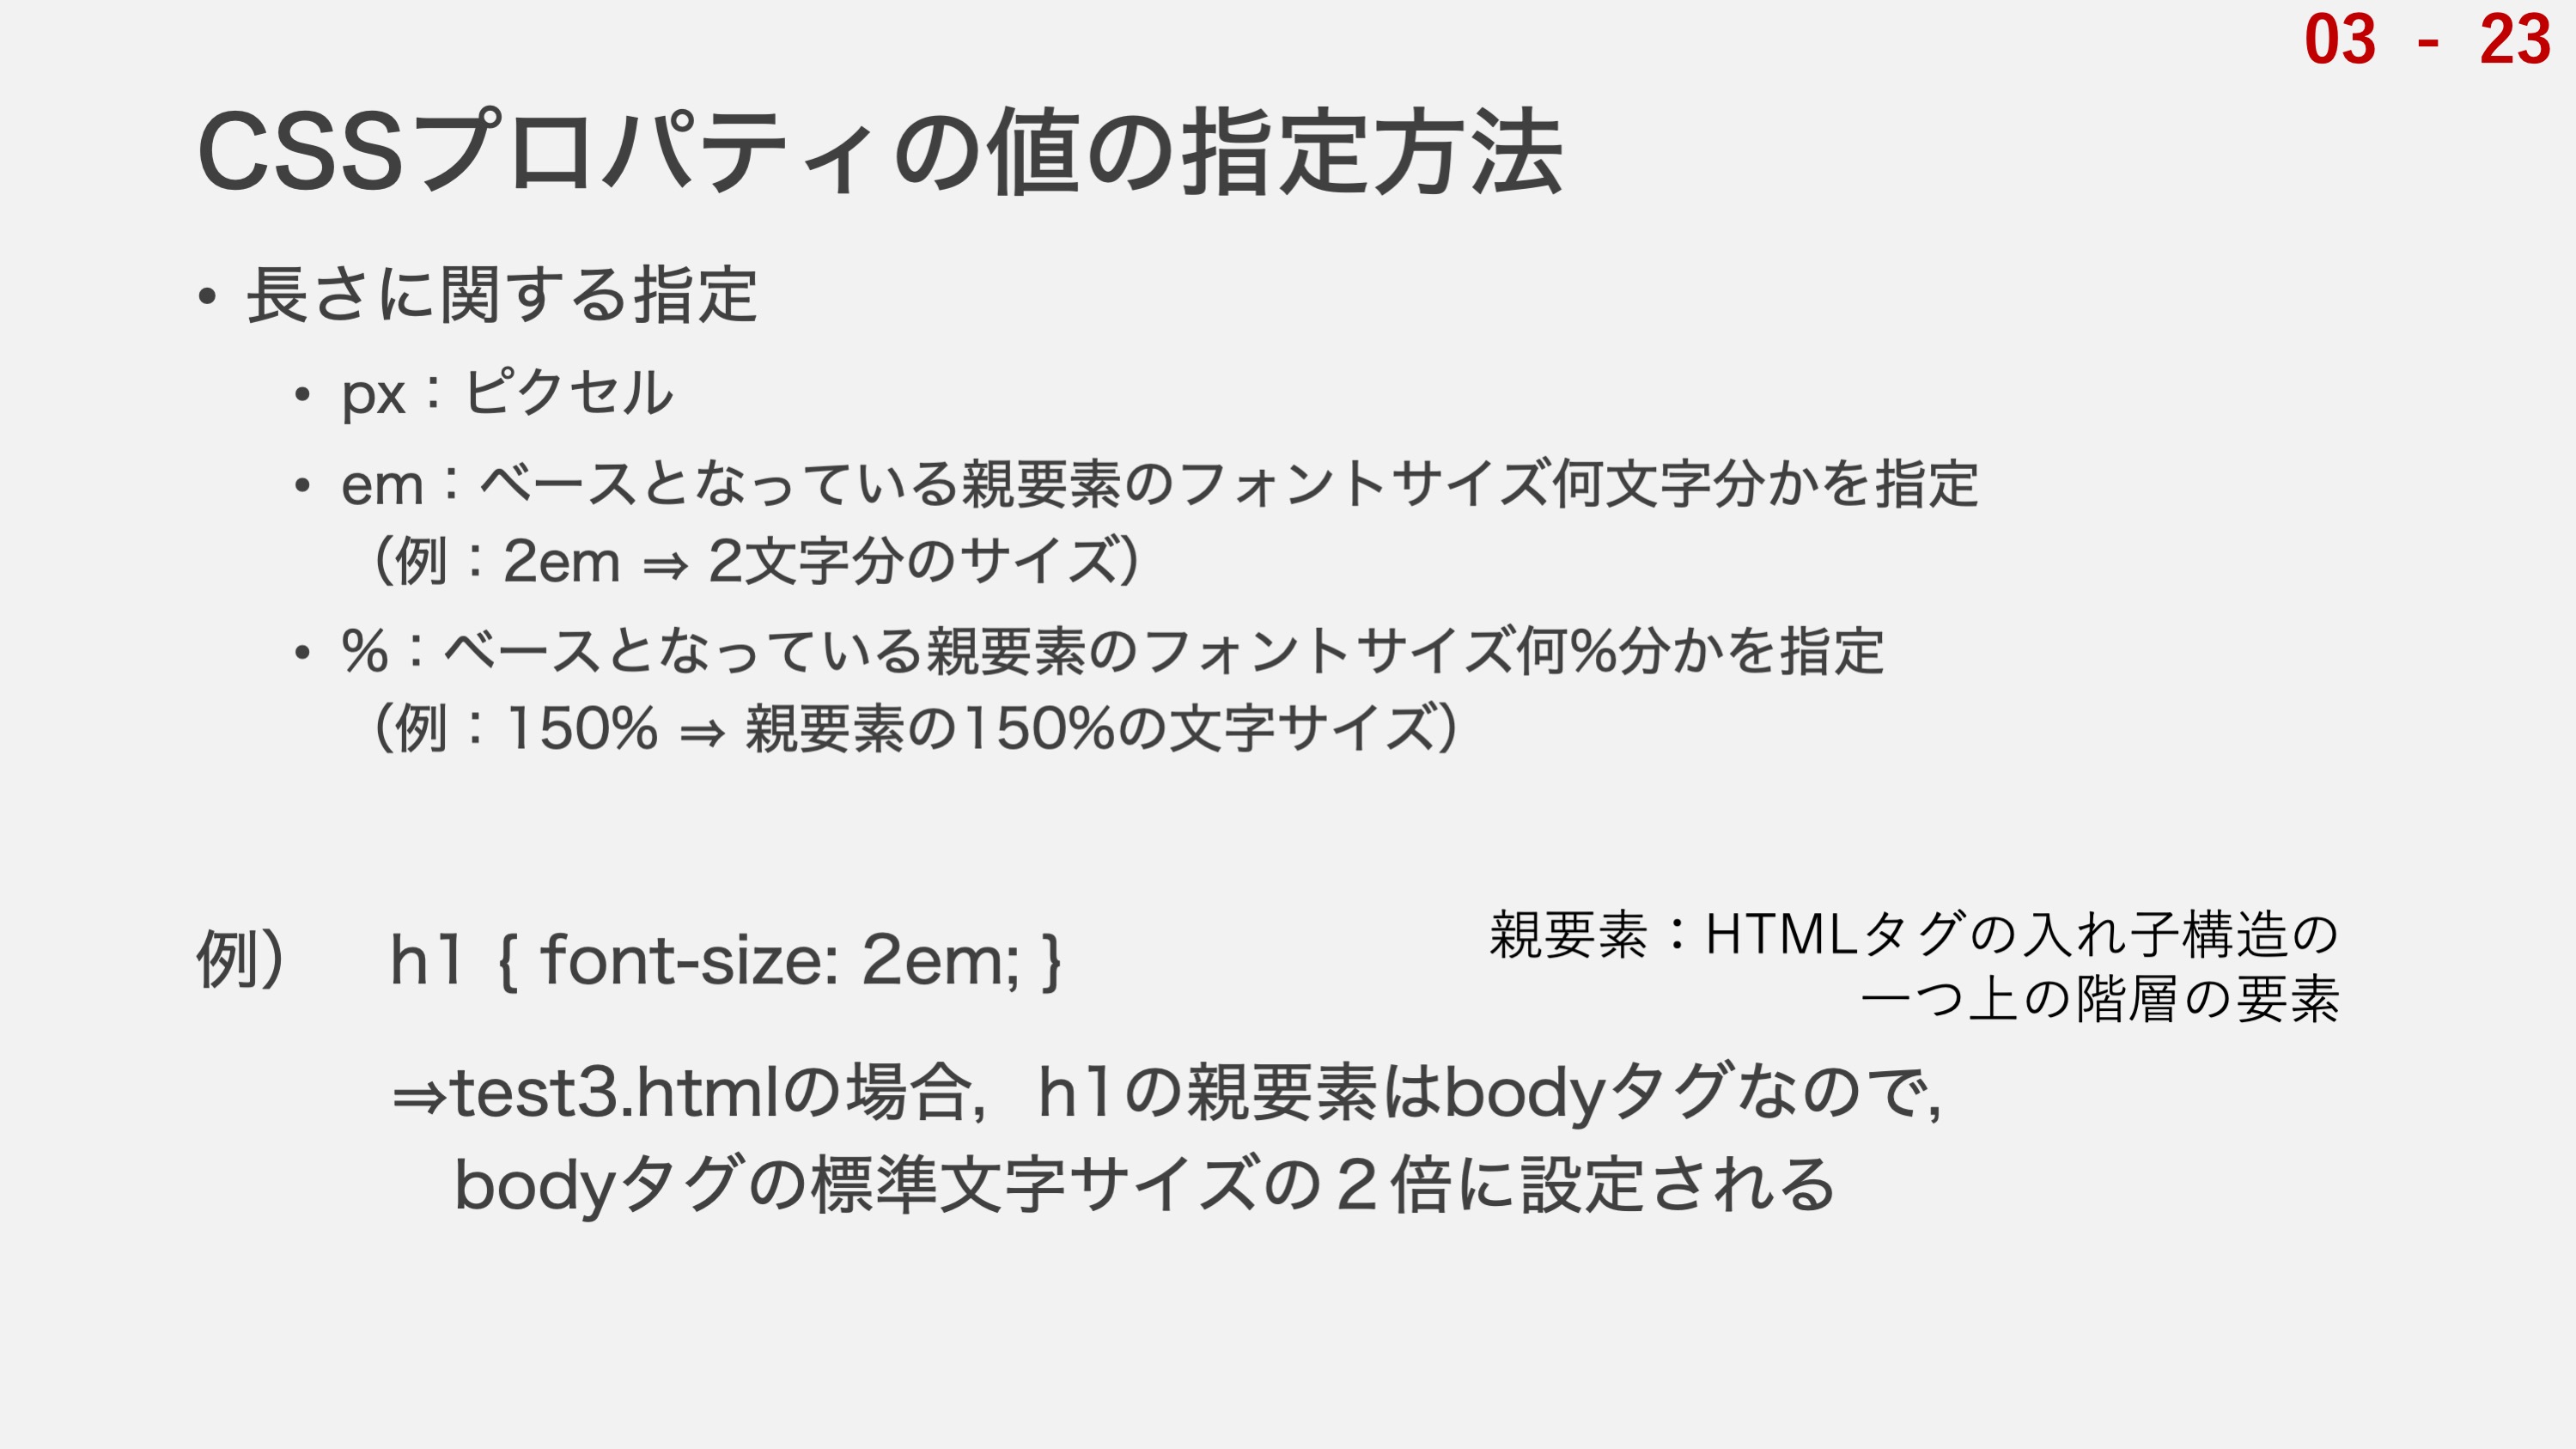 03 - 23
CSSプロパティの値の指定方法
• 長さに関する指定
• px：ピクセル
• em：ベースとなっている親要素のフォントサイズ何文字分かを指定
（例：2em ⇒ 2文字分のサイズ）
• %：ベースとなっている親要素のフォントサイズ何%分かを指定
（例：150% ⇒ 親要素の150%の文字サイズ）
例） h1 { font-size: 2em; }
親要素：HTMLタグの入れ子構造の
一つ上の階層の要素
⇒test3.htmlの場合，h1の親要素はbodyタグなので，
bodyタグの標準文字サイズの２倍に設定される